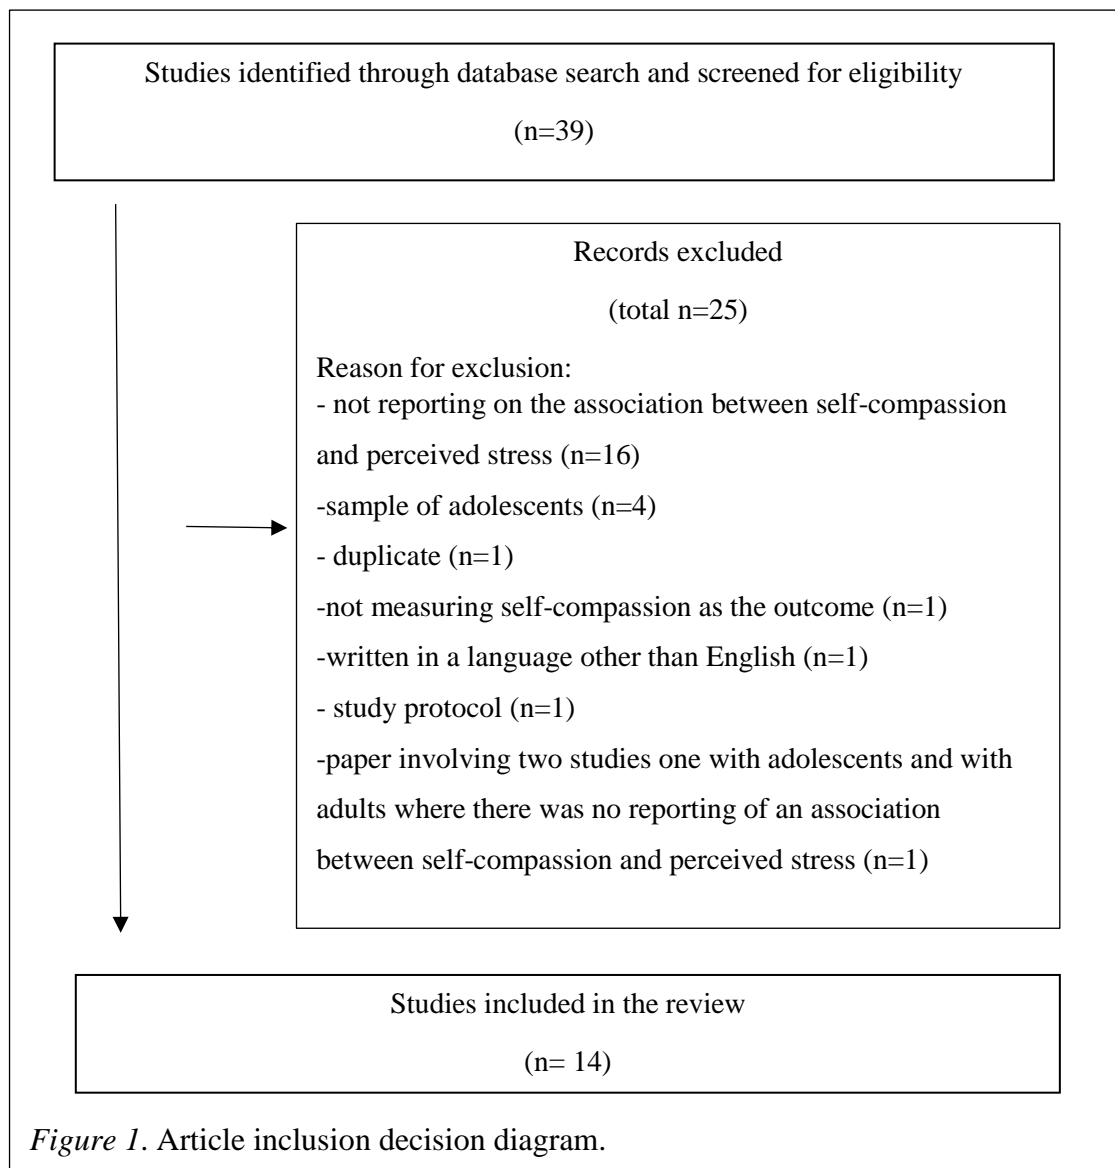 Studies identified through database search and screened for eligibility
(n=39)
Records excluded
(total n=25)
Reason for exclusion:
- not reporting on the association between self-compassion
and perceived stress (n=16)
-sample of adolescents (n=4)
- duplicate (n=1)
-not measuring self-compassion as the outcome (n=1)
-written in a language other than English (n=1)
- study protocol (n=1)
-paper involving two studies one with adolescents and with
adults where there was no reporting of an association
between self-compassion and perceived stress (n=1)
Studies included in the review
(n= 14)
Figure 1. Article inclusion decision diagram.